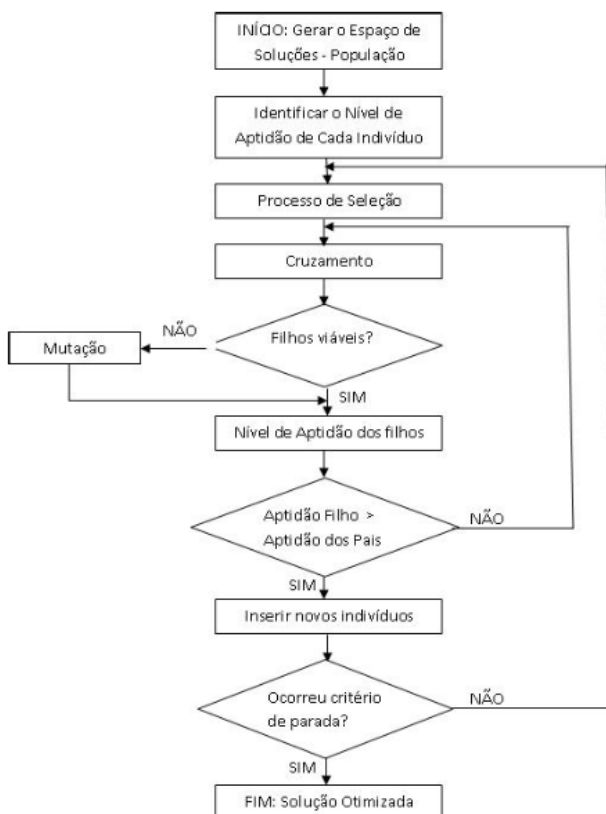 INÍCIO: Gerar o Espaço de
Soluções - População
Identificar o Nível de
Aptidão de Cada Indivíduo
Processo de Seleção
Cruzamento
Filhos viáveis?
NÃO
Mutação
SIM
Nível de Aptidão dos filhos
Aptidão Filho >
Aptidão dos Pais
NÃO
SIM
Inserir novos indivíduos
Ocorreu critério
de parada?
NÃO
SIM
FIM: Solução Otimizada